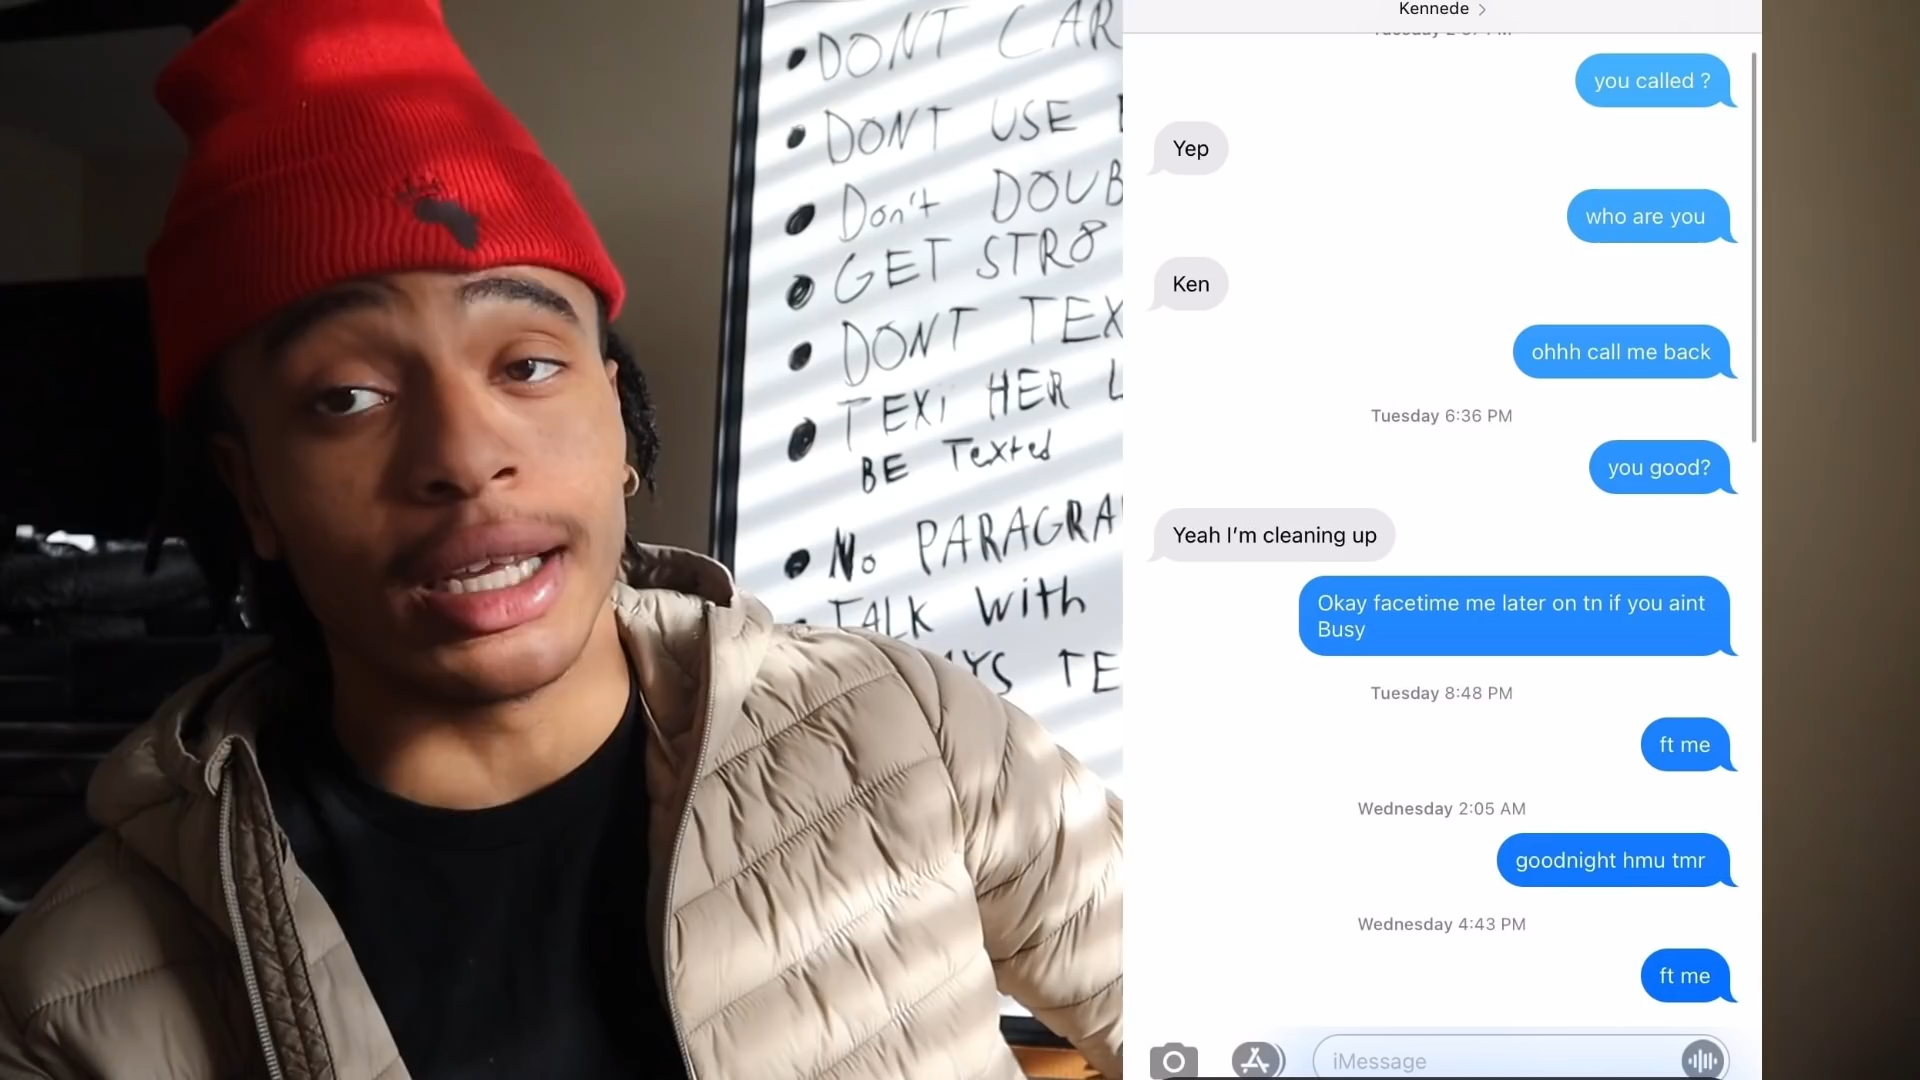 DONT
DONT USE
Don't
GET STR8
DONT
HER
BE Texted
No
TALK with
Kennede
you called ?
Yep
who are you
Ken
ohhh call me back
Tuesday 6:36 PM
you good?
Yeah I'm cleaning up
Okay facetime me later on tn if you aint
Busy
Tuesday 8:48 PM
ft me
Wednesday 2:05 AM
goodnight hmu tmr
Wednesday 4:43 PM
ft me
iMessage